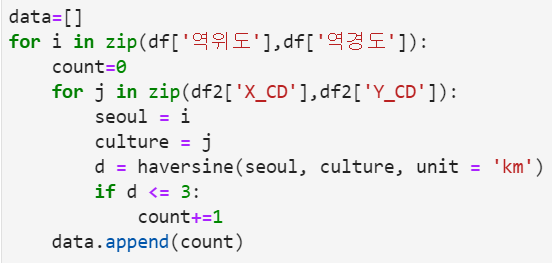 data=[]
for i in zip(df['역위도'],df['역경도']):
    count=0
    for j in zip(df2['X_CD'],df2['Y_CD']):
        seoul = i
        culture = j
        d = haversine(seoul, culture, unit = 'km')
        if d <= 3:
            count+=1
    data.append(count)